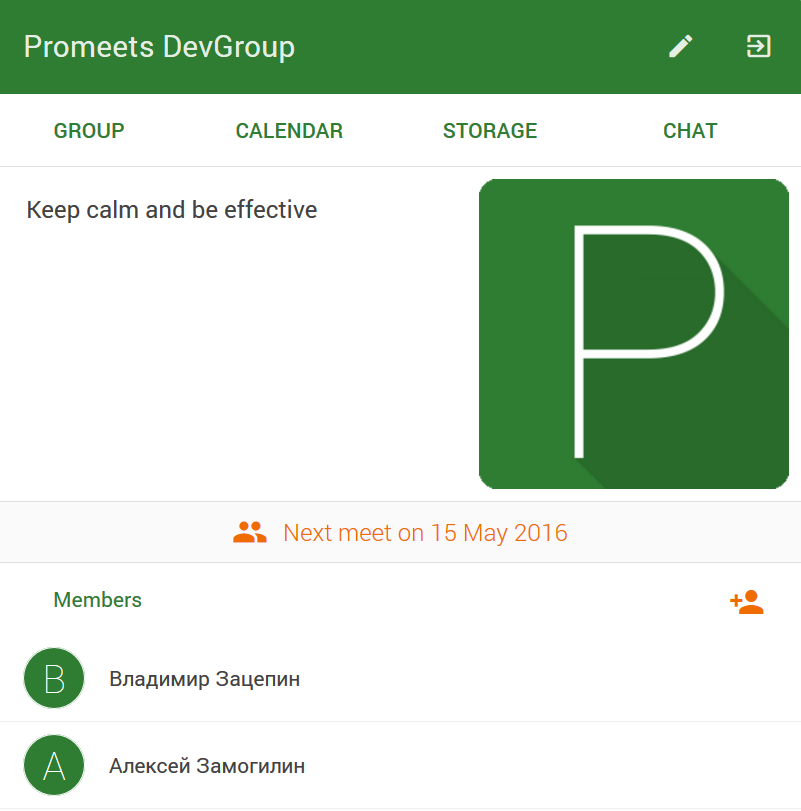 Promeets DevGroup
GROUP CALENDAR STORAGE CHAT
Keep calm and be effective
P
Next meet on 15 May 2016
Members
В Владимир Зацепин
А Алексей Замогилин